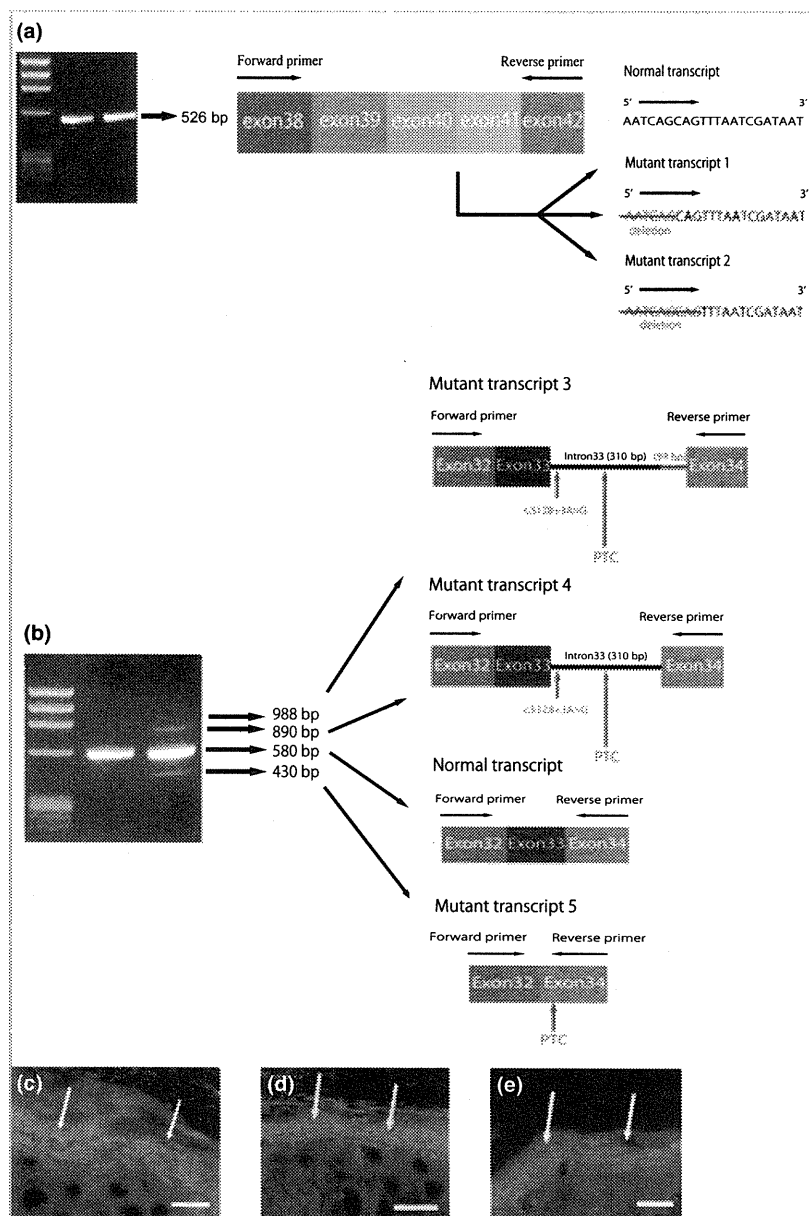 (a)
Forward primer
Reverse primer
526 bp
exon38 exon39 exon40 exon41 exon42
Normal transcript
5' 3'
AATCAGCAGTTTAATCGATAAT
Mutant transcript 1
5' 3'
AATCAGCAGTTTAATCGATAAT
deletion
Mutant transcript 2
5' 3'
AATCAGCAGTTTAATCGATAAT
deletion
Mutant transcript 3
Forward primer
Reverse primer
Exon32 Exon33 Intron33 (310 bp) Exon34
PTC
(b)
Mutant transcript 4
Forward primer
Reverse primer
Exon32 Exon33 Intron33 (310 bp) Exon34
PTC
988 bp
890 bp
580 bp
430 bp
Normal transcript
Forward primer
Reverse primer
Exon32 Exon33 Exon34
Mutant transcript 5
Forward primer
Reverse primer
Exon32 Exon34
PTC
(c)
(d)
(e)